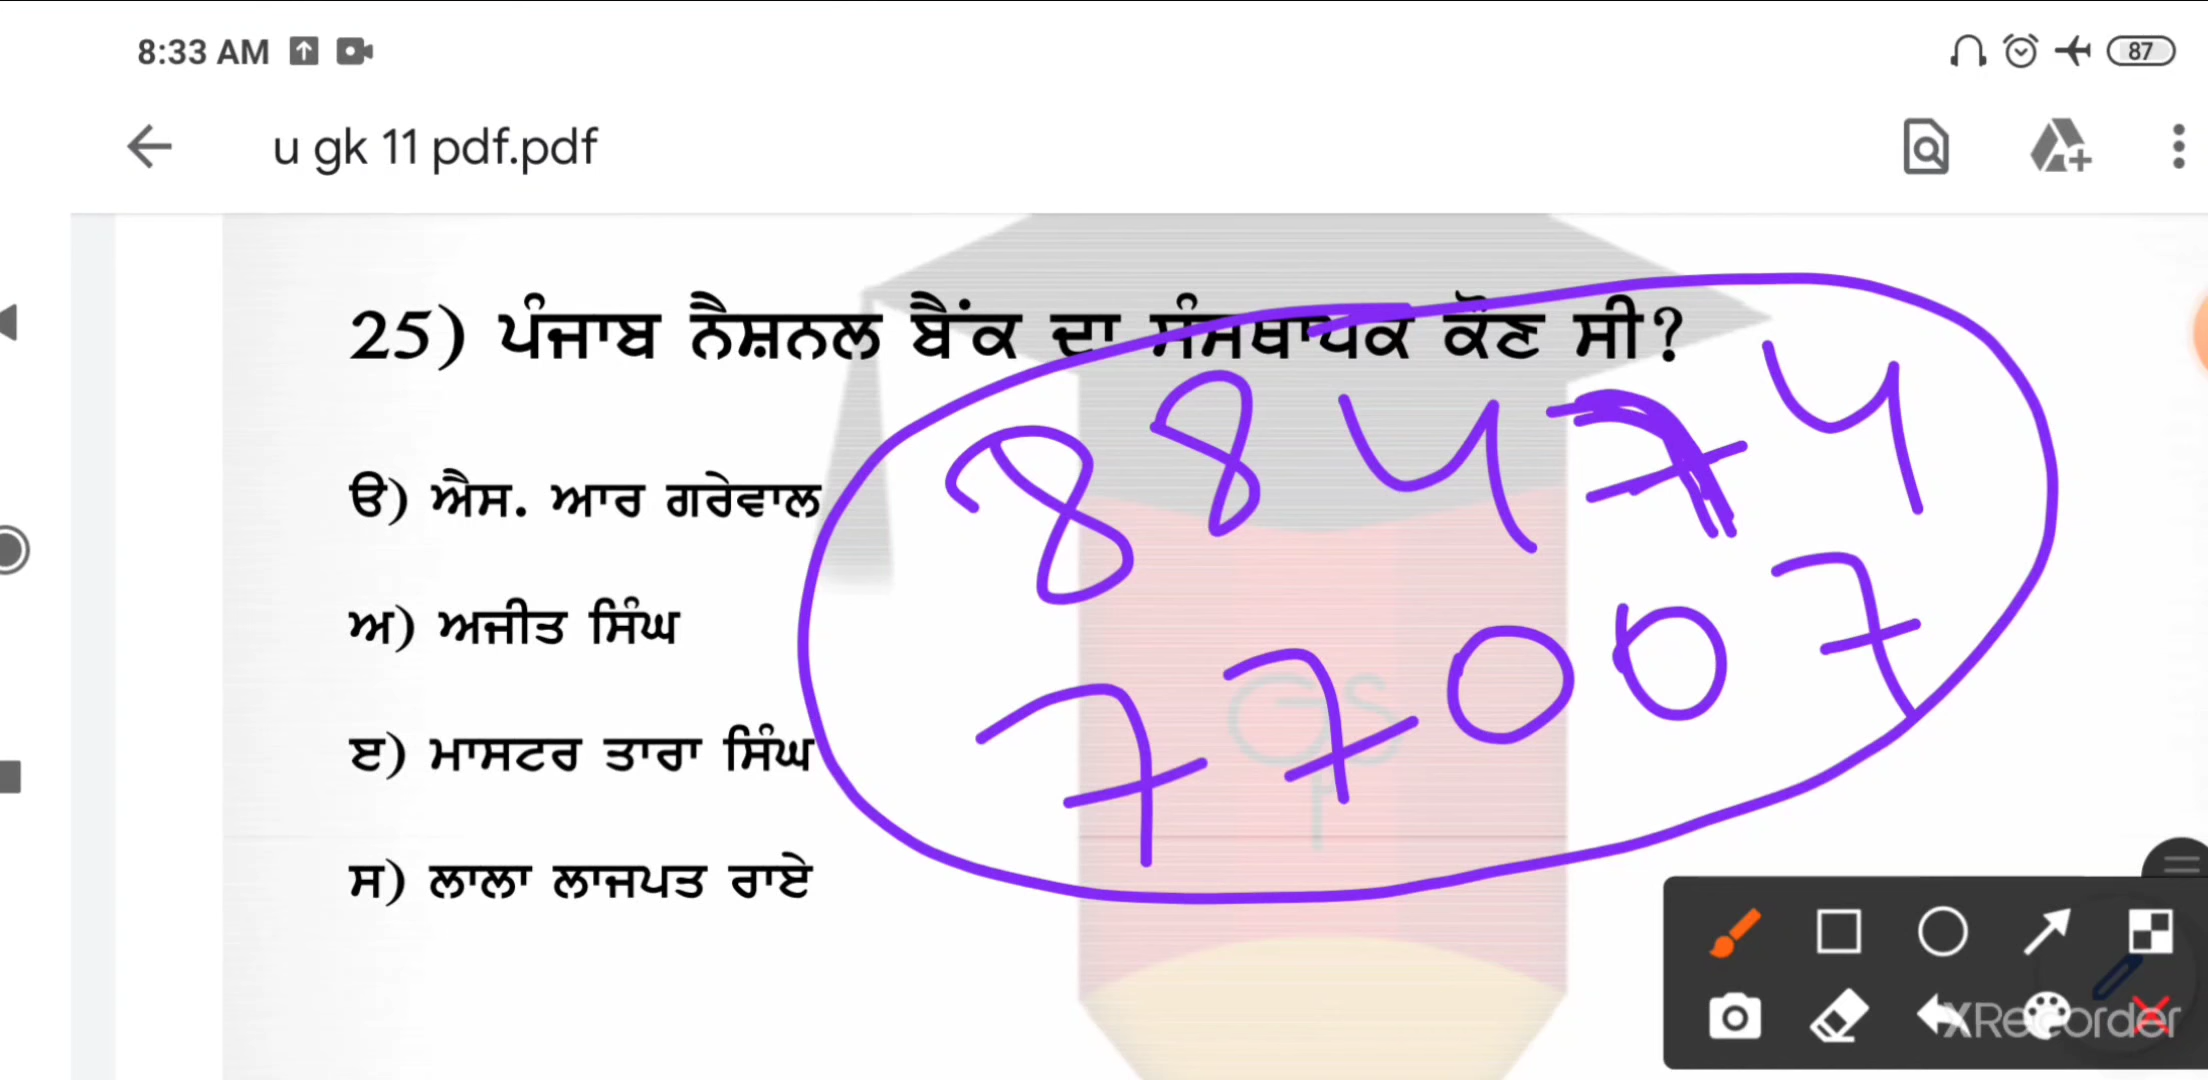 8:33 AM
87
u gk 11 pdf.pdf
25) ਪੰਜਾਬ ਨੈਸ਼ਨਲ ਬੈਂਕ ਦਾ ਸੰਸਥਾਪਕ ਕੌਣ ਸੀ?
88474
77007
ੳ) ਐਸ. ਆਰ ਗਰੇਵਾਲ
ਅ) ਅਜੀਤ ਸਿੰਘ
ੲ) ਮਾਸਟਰ ਤਾਰਾ ਸਿੰਘ
ਸ) ਲਾਲਾ ਲਾਜਪਤ ਰਾਏ
XRecorder